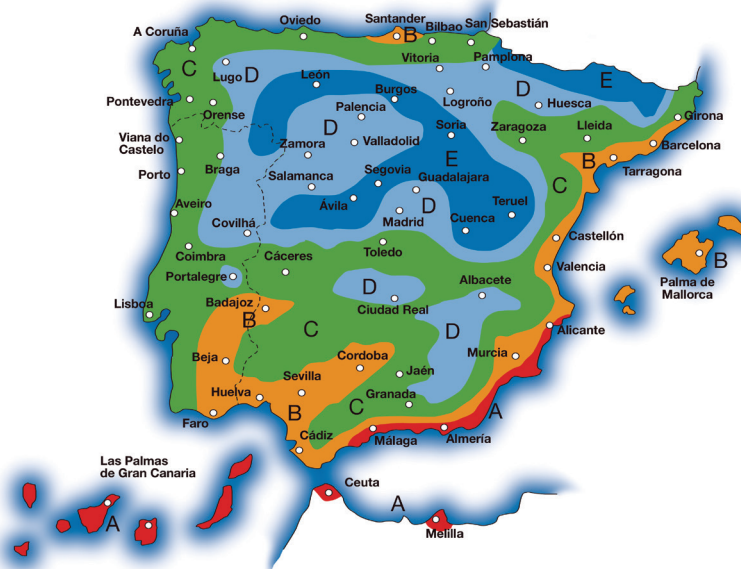 Santander
Oviedo
San Sebastián
A Coruña
B
Bilbao
Vitoria
Pamplona
C
Lugo
D
León
E
Burgos
D
Huesca
Pontevedra
Orense
Palencia
Logroño
Girona
Viana do
Castelo
D
Valladolid
Soria
Zaragoza
Lleida
Barcelona
Zamora
Braga
E
B
Tarragona
Porto
Salamanca
Segovia
Guadalajara
C
Aveiro
Ávila
D
Teruel
Covilhá
Madrid
Cuenca
Castellón
Coimbra
Cáceres
Toledo
Valencia
B
Portalegre
Palma de
Mallorca
Lisboa
Badajoz
D
Albacete
B
Ciudad Real
C
D
Alicante
Beja
Cordoba
Murcia
Sevilla
Jaén
Huelva
Granada
B
C
A
Faro
Cádiz
Málaga
Almería
Las Palmas
de Gran Canaria
Ceuta
A
A
Melilla